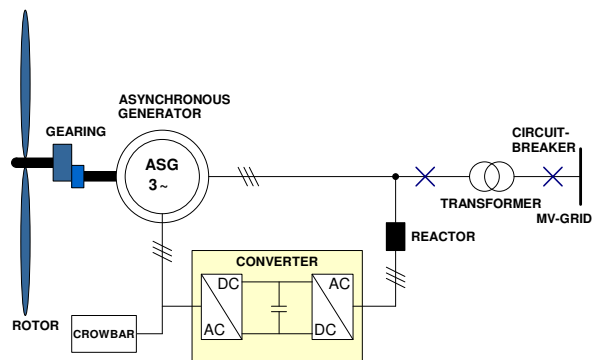 ASYNCHRONOUS
GENERATOR
GEARING
ASG
3~
CIRCUIT-
BREAKER
TRANSFORMER
MV-GRID
REACTOR
CONVERTER
DC
AC
AC
DC
ROTOR
CROWBAR